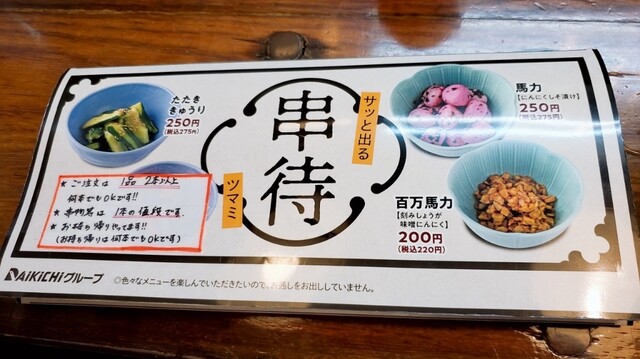 たたき
きゅうり
250円
(税込275円)
串待
サッと出る
ツマミ
馬力
【にんにくしそ漬け】
250円
(税込275円)
百万馬力
【刻みしょうが
味噌にんにく】
200円
(税込220円)
★ご注文は 1品 2本以上
何本でもOKです!!
★串物等は 1本の値段です.
★お持ち帰りやってます!!
(お持ち帰りは何本でもOKです)
DAIKICHIグループ
◎色々なメニューを楽しんでいただきたいので、お通しをお出ししていません。